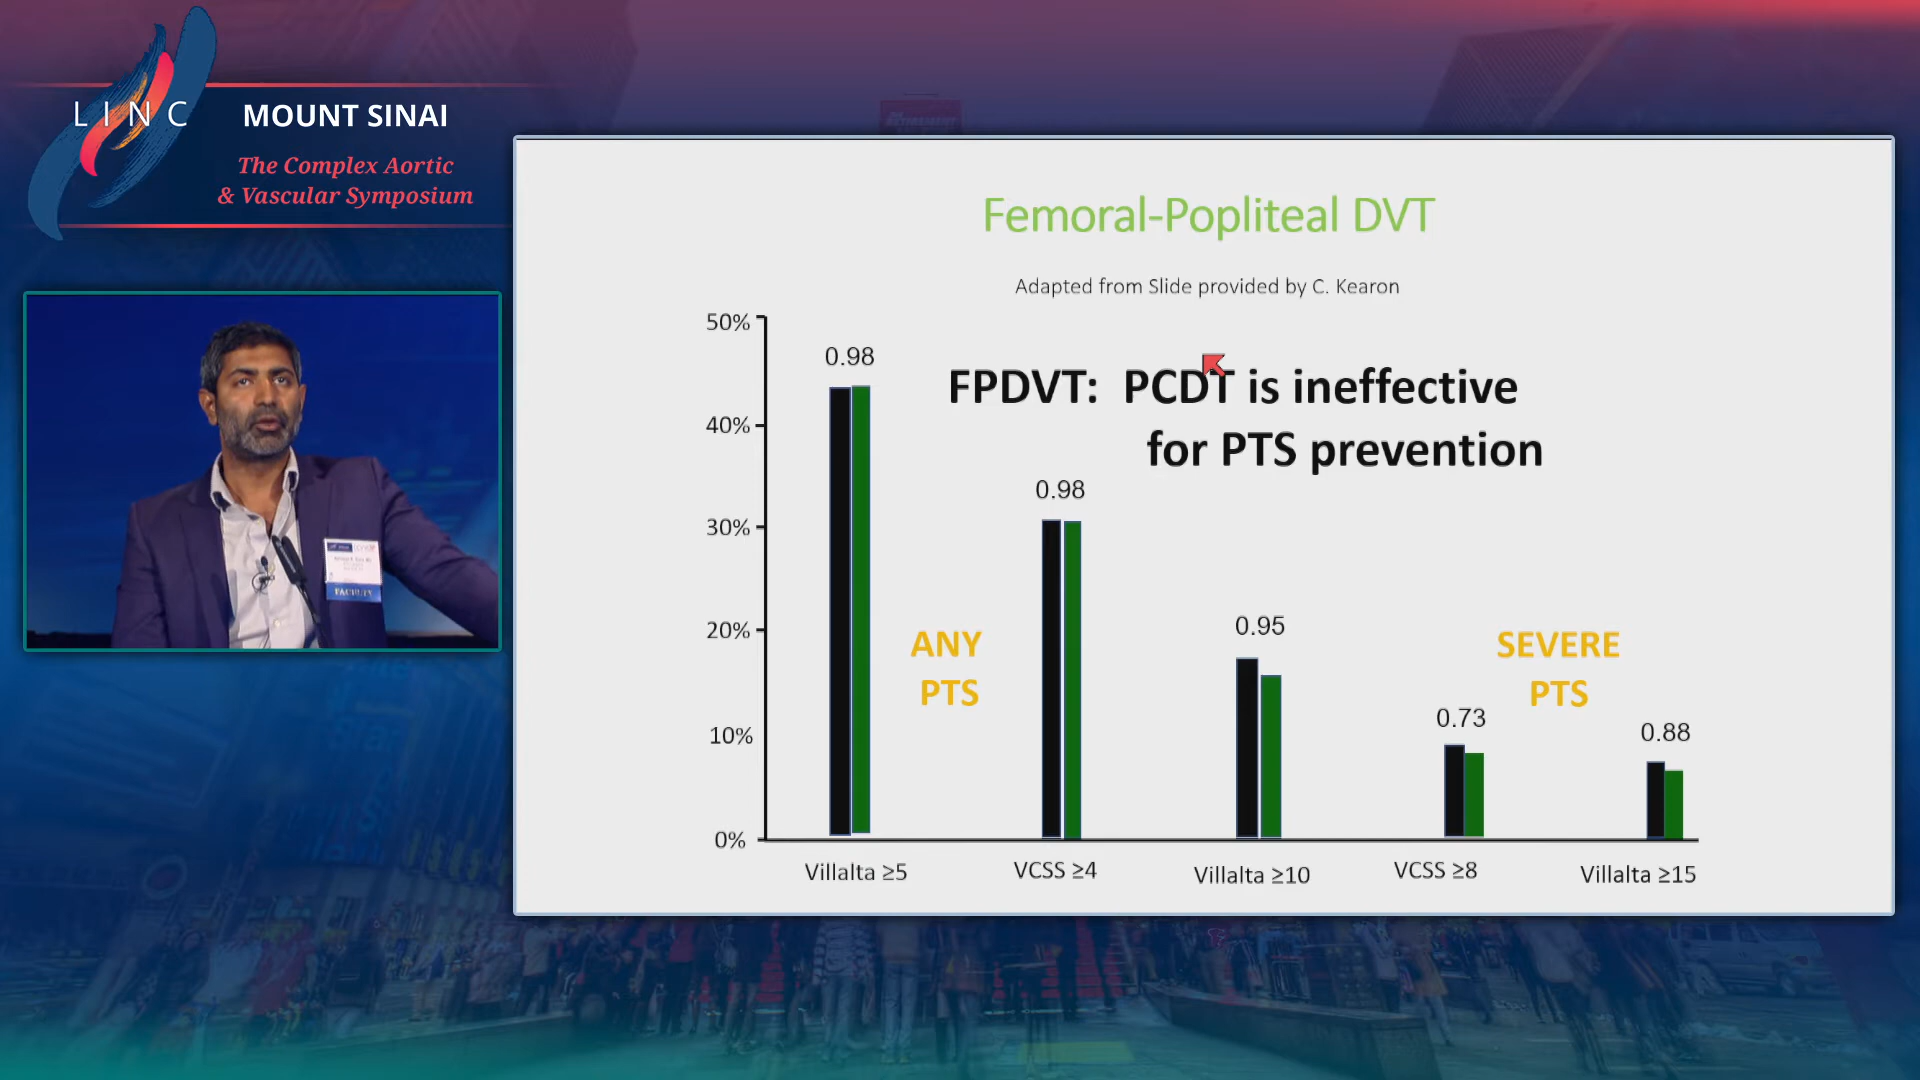 LINC
MOUNT SINAI
The Complex Aortic
& Vascular Symposium
FACULTY
Femoral-Popliteal DVT
Adapted from Slide provided by C. Kearon
FPDVT: PCDT is ineffective
for PTS prevention
50%
40%
30%
20%
10%
0%
0.98
0.98
0.95
0.73
0.88
ANY
PTS
SEVERE
PTS
Villalta ≥5
VCSS ≥4
Villalta ≥10
VCSS ≥8
Villalta ≥15